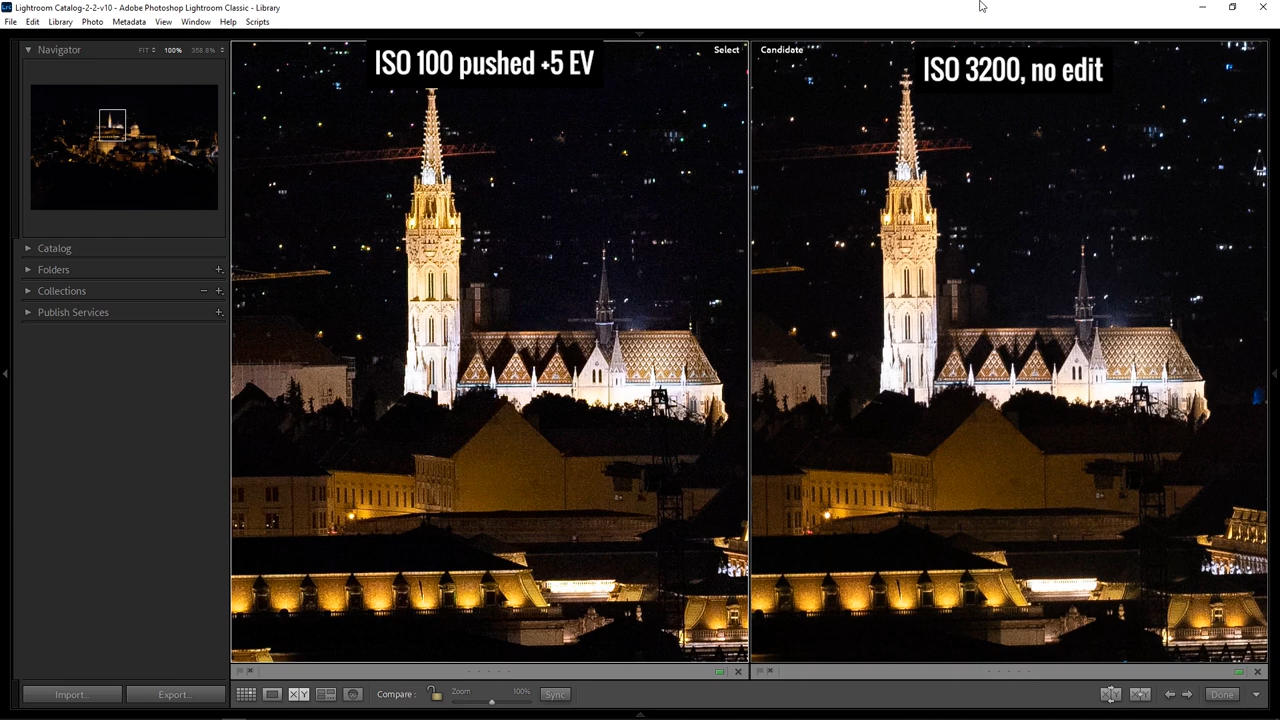 Lightroom Catalog-2-2-v10 - Adobe Photoshop Lightroom Classic - Library
File Edit Library Photo Metadata View Window Help Scripts
Navigator FIT 100% 358.8%
Catalog
Folders
Collections
Publish Services
Import...
Export...
ISO 100 pushed +5 EV
Select
Candidate
ISO 3200, no edit
XY
Compare :
Zoom
100%
Sync
Done